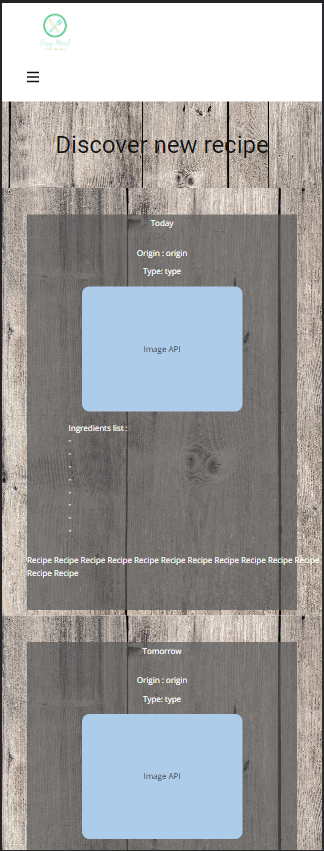 Easy Meal
Discover new recipe
Today
Origin : origin
Type: type
Image API
Ingredients list :
-
-
-
-
-
-
-
-
Recipe Recipe Recipe Recipe Recipe Recipe Recipe Recipe Recipe Recipe Recipe
Recipe Recipe
Tomorrow
Origin : origin
Type: type
Image API